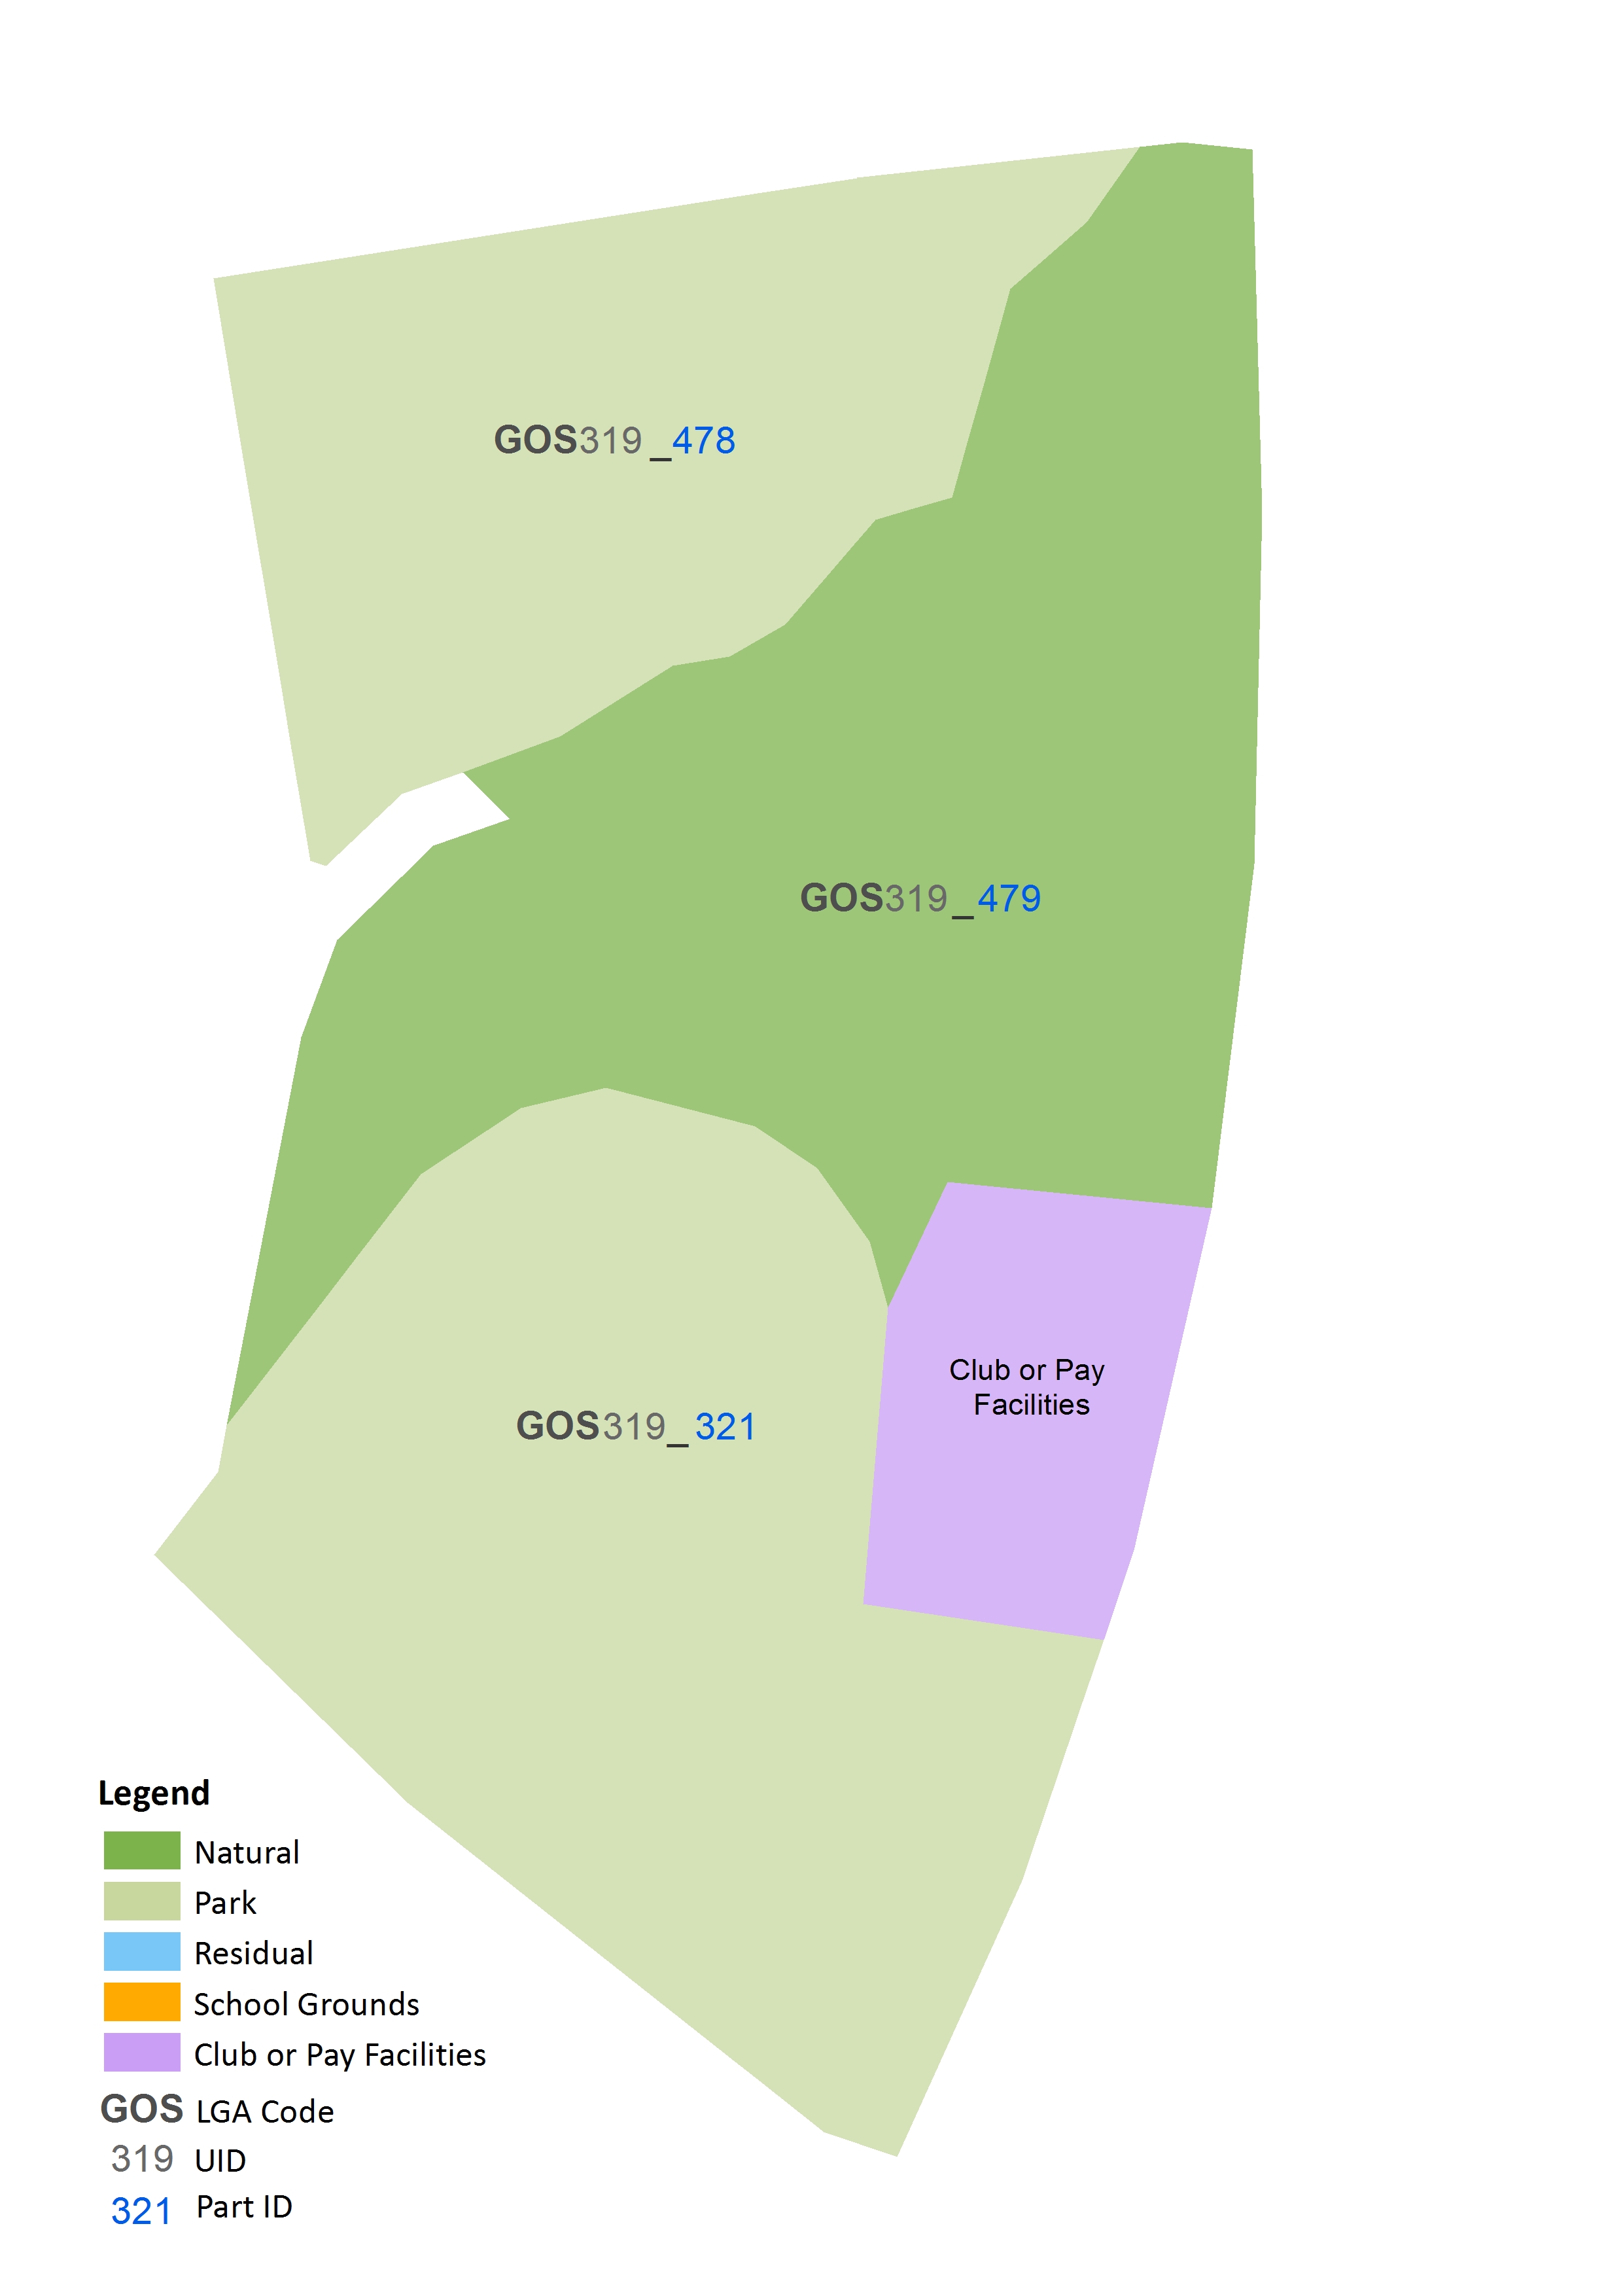 GOS319_478
GOS319_479
Club or Pay
Facilities
GOS319_321
Legend
Natural
Park
Residual
School Grounds
Club or Pay Facilities
GOS LGA Code
319 UID
321 Part ID